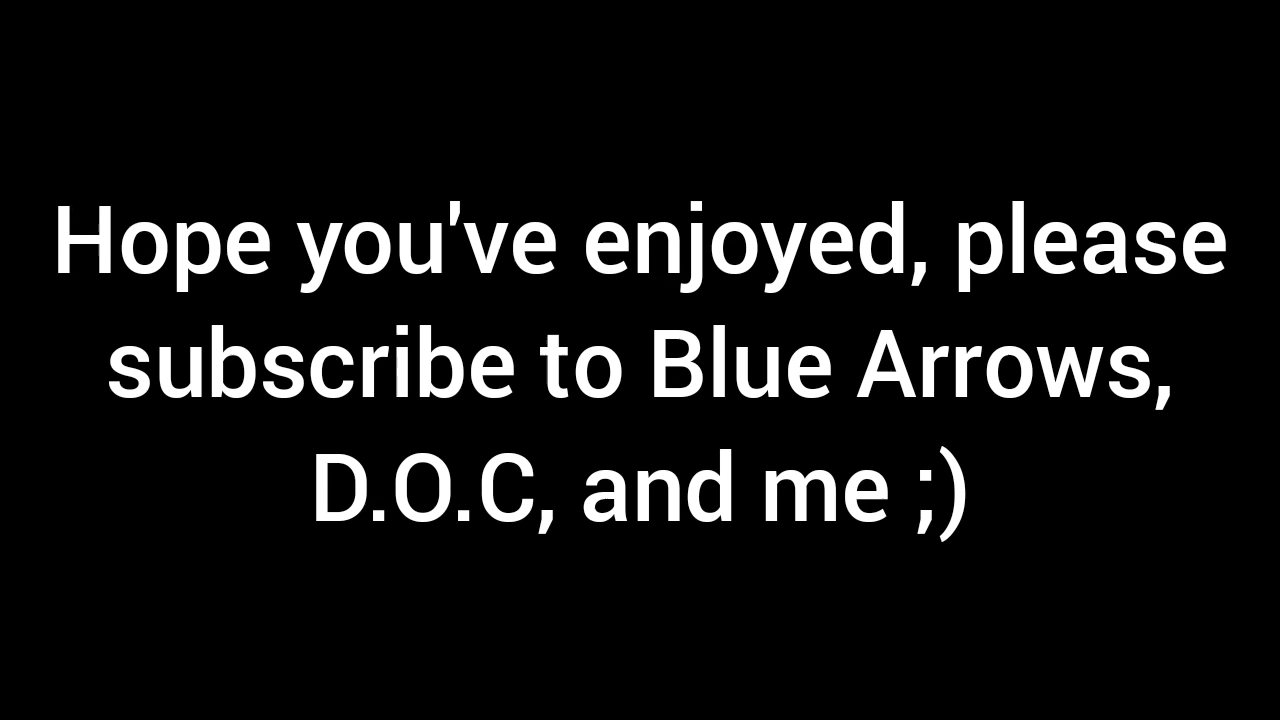 Hope you've enjoyed, please
subscribe to Blue Arrows,
D.O.C, and me ;)